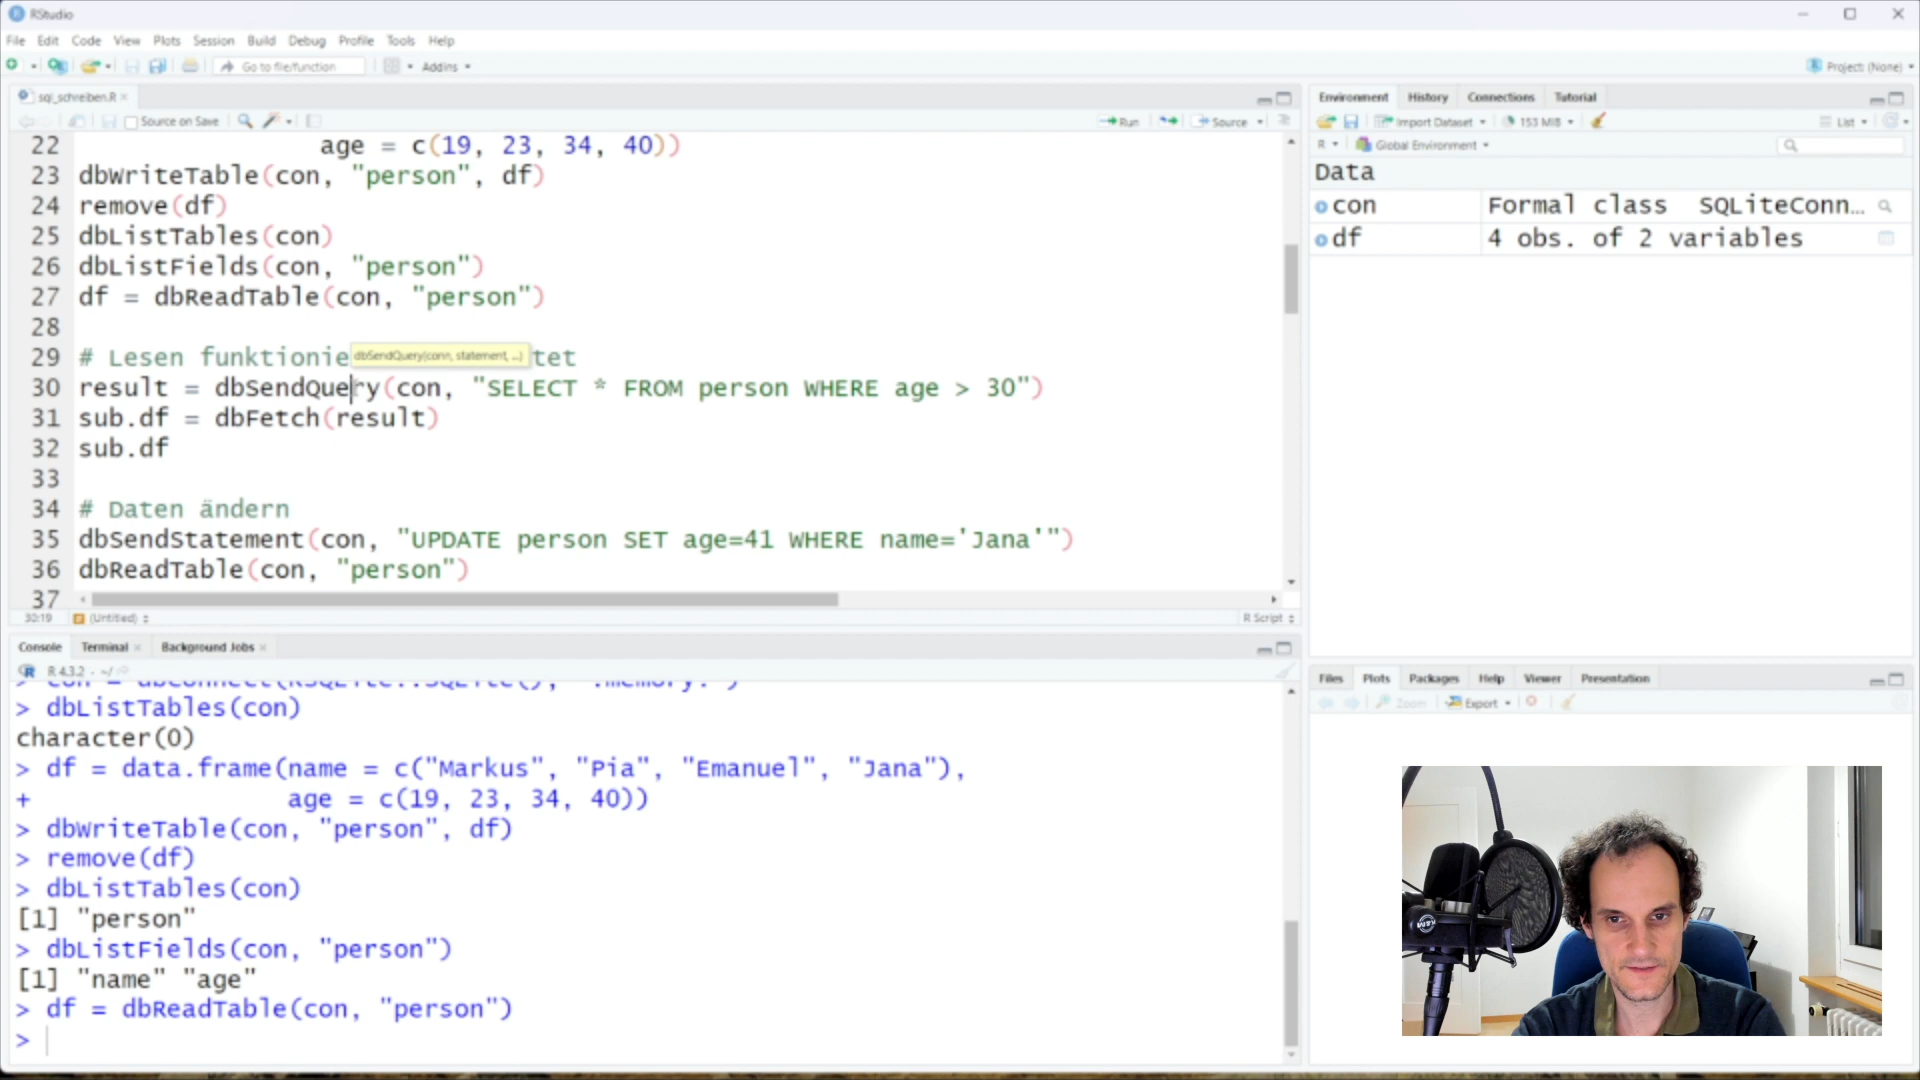 RStudio
File Edit Code View Plots Session Build Debug Profile Tools Help
Go to file/function Addins Project: (None)
sql_schreiben.R
Source on Save Run Source
22 age = c(19, 23, 34, 40))
23 dbWriteTable(con, "person", df)
24 remove(df)
25 dbListTables(con)
26 dbListFields(con, "person")
27 df = dbReadTable(con, "person")
28
29 # Lesen funktionie tet
dbSendQuery(conn, statement, ...)
30 result = dbSendQuery(con, "SELECT * FROM person WHERE age > 30")
31 sub.df = dbFetch(result)
32 sub.df
33
34 # Daten ändern
35 dbSendStatement(con, "UPDATE person SET age=41 WHERE name='Jana'")
36 dbReadTable(con, "person")
37
30:19 (Untitled) R Script
Console Terminal Background Jobs
R 4.3.2 · ~/
> con = dbConnect(RSQLite::SQLite(), ":memory:")
> dbListTables(con)
character(0)
> df = data.frame(name = c("Markus", "Pia", "Emanuel", "Jana"),
+ age = c(19, 23, 34, 40))
> dbWriteTable(con, "person", df)
> remove(df)
> dbListTables(con)
[1] "person"
> dbListFields(con, "person")
[1] "name" "age"
> df = dbReadTable(con, "person")
>
Environment History Connections Tutorial
Import Dataset 153 MiB List
R Global Environment
Data
con Formal class SQLiteConn…
df 4 obs. of 2 variables
Files Plots Packages Help Viewer Presentation
Zoom Export
K&M